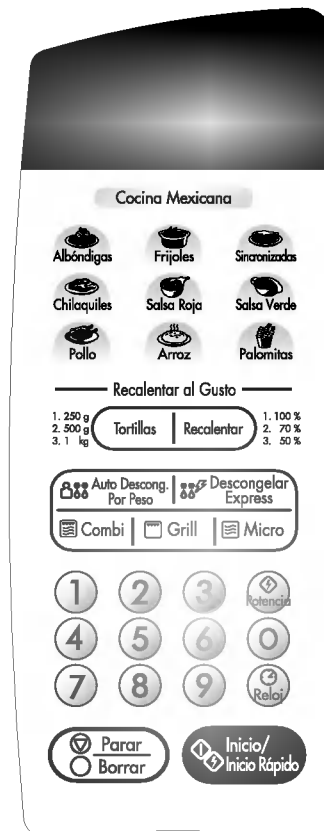 Cocina Mexicana
Albóndigas Frijoles Sincronizadas
Chilaquiles Salsa Roja Salsa Verde
Pollo Arroz Palomitas
Recalentar al Gusto
1. 250 g
2. 500 g
3. 1 kg
Tortillas Recalentar
1. 100 %
2. 70 %
3. 50 %
Auto Descong.
Por Peso
Descongelar
Express
Combi Grill Micro
1 2 3 Potencia
4 5 6 0
7 8 9 Reloj
Parar
Borrar
Inicio/
Inicio Rápido